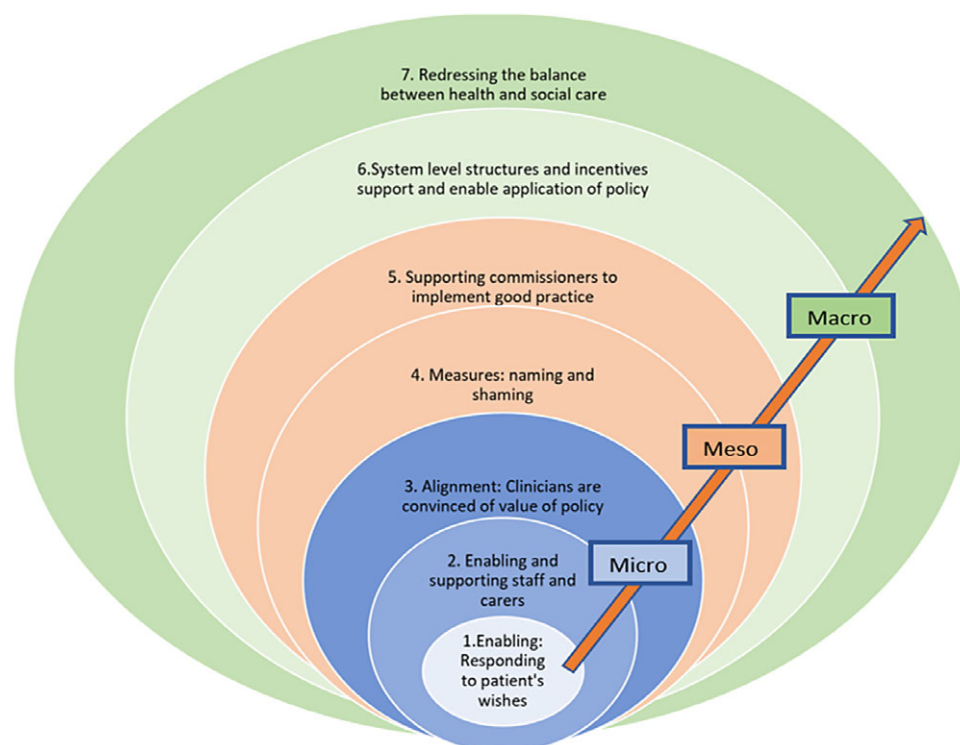 7. Redressing the balance
between health and social care
6.System level structures and incentives
support and enable application of policy
5. Supporting commissioners to
implement good practice
Macro
4. Measures: naming and
shaming
Meso
3. Alignment: Clinicians are
convinced of value of policy
2. Enabling and
supporting staff and
carers
Micro
1.Enabling:
Responding
to patient's
wishes